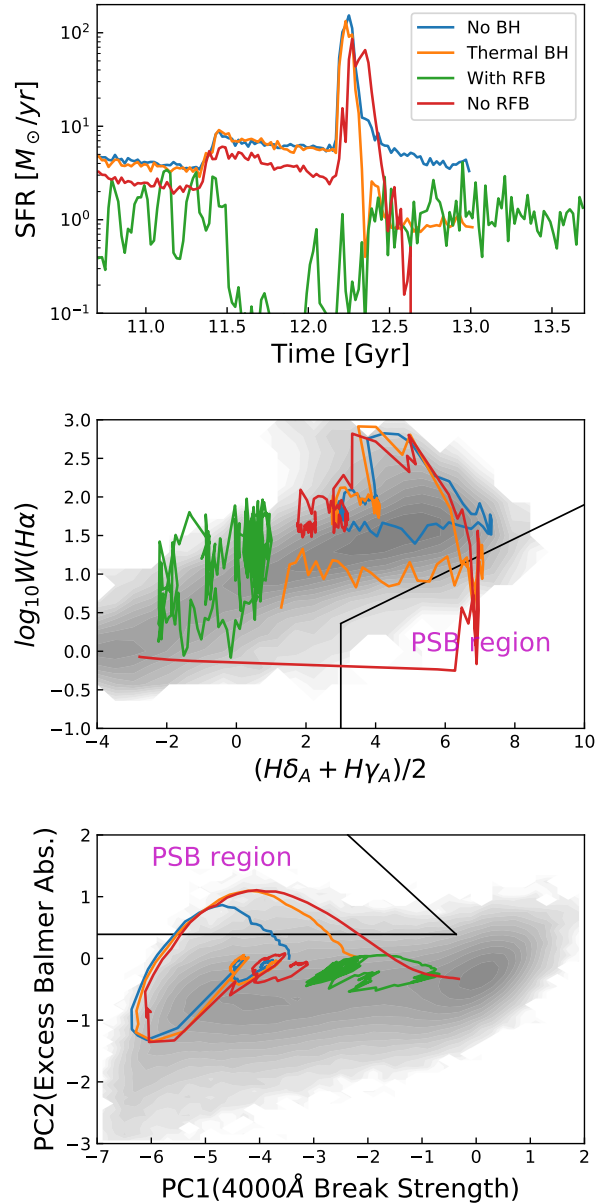 No BH
Thermal BH
With RFB
No RFB
10²
10¹
10⁰
10⁻¹
SFR [M⊙/yr]
11.0 11.5 12.0 12.5 13.0 13.5
Time [Gyr]
3.0
2.5
2.0
1.5
1.0
0.5
0.0
−0.5
−1.0
log₁₀W(Hα)
PSB region
−4 −2 0 2 4 6 8 10
(Hδ_A + Hγ_A)/2
2
1
0
−1
−2
−3
PC2(Excess Balmer Abs.)
PSB region
−7 −6 −5 −4 −3 −2 −1 0 1 2
PC1(4000Å Break Strength)